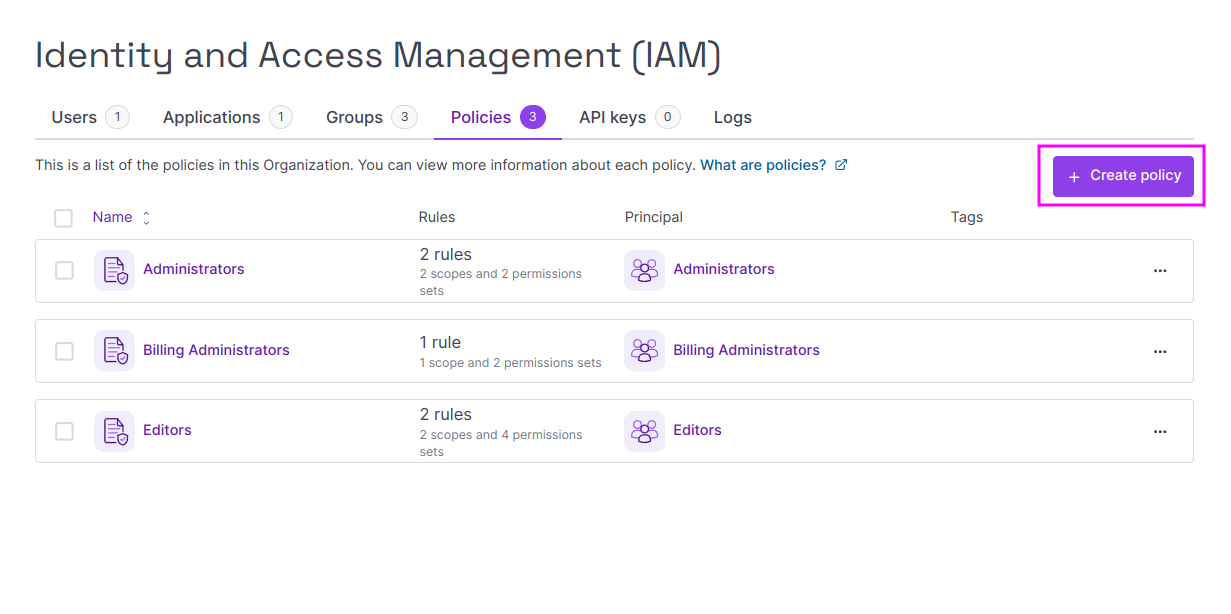 Identity and Access Management (IAM)
Users 1 Applications 1 Groups 3 Policies 3 API keys 0 Logs
This is a list of the policies in this Organization. You can view more information about each policy. What are policies?
+ Create policy
Name Rules Principal Tags
Administrators 2 rules Administrators
2 scopes and 2 permissions
sets
Billing Administrators 1 rule Billing Administrators
1 scope and 2 permissions sets
Editors 2 rules Editors
2 scopes and 4 permissions
sets